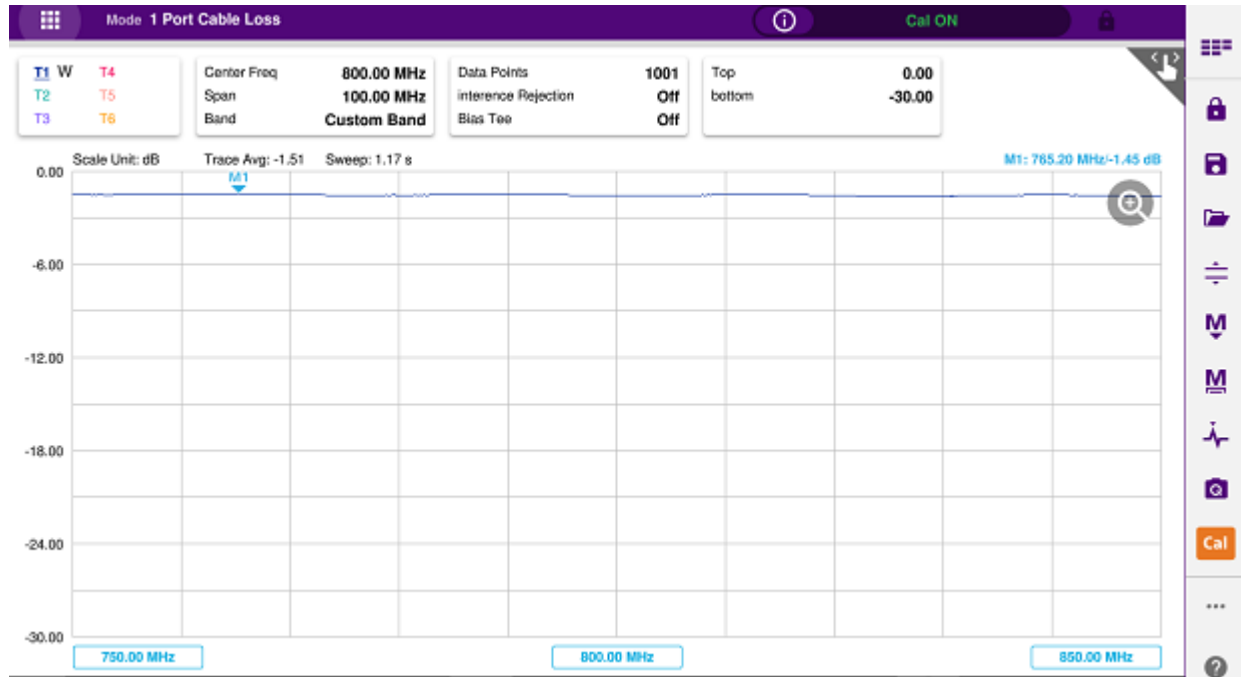 Mode 1 Port Cable Loss
Cal ON
T1 W T4
T2 T5
T3 T6
Center Freq 800.00 MHz
Span 100.00 MHz
Band Custom Band
Data Points 1001
interence Rejection Off
Bias Tee Off
Top 0.00
bottom -30.00
Scale Unit: dB Trace Avg: -1.51 Sweep: 1.17 s
M1: 765.20 MHz/-1.45 dB
M1
0.00
-6.00
-12.00
-18.00
-24.00
-30.00
750.00 MHz 800.00 MHz 850.00 MHz
M
M
Cal